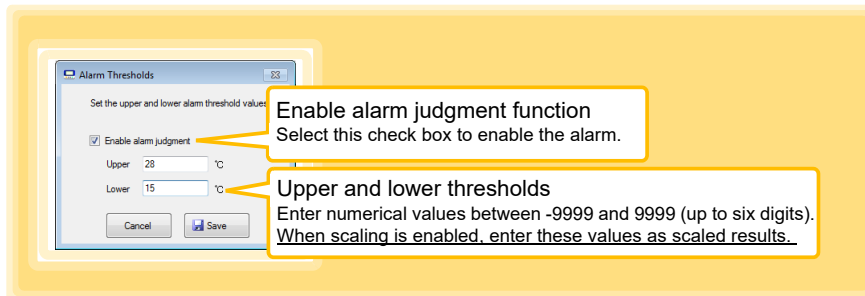 Alarm Thresholds
Set the upper and lower alarm threshold values
Enable alarm judgment
Upper 28 °C
Lower 15 °C
Cancel Save
Enable alarm judgment function
Select this check box to enable the alarm.
Upper and lower thresholds
Enter numerical values between -9999 and 9999 (up to six digits).
When scaling is enabled, enter these values as scaled results.